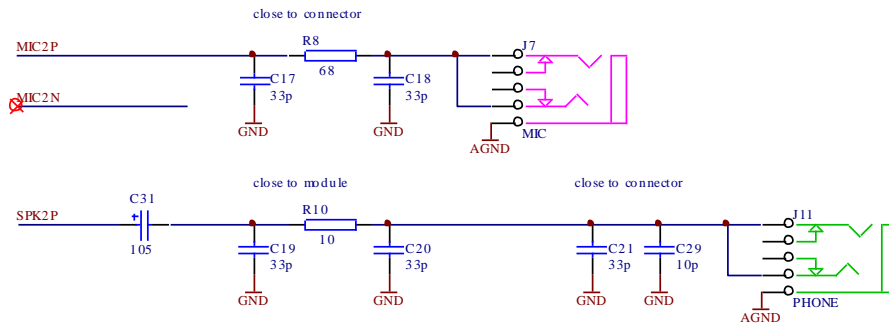 close to connector
MIC2P
R8
68
J7
C17
33p
C18
33p
MIC2N
GND
GND
AGND
MIC
close to module
close to connector
SPK2P
C31
+
105
R10
10
J11
C19
33p
C20
33p
C21
33p
C29
10p
GND
GND
GND
GND
AGND
PHONE